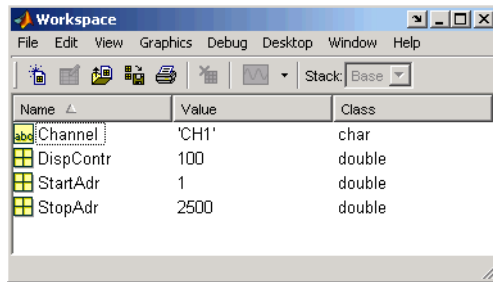 Workspace
File Edit View Graphics Debug Desktop Window Help
Stack: Base
Name Value Class
abc Channel 'CH1' char
DispContr 100 double
StartAdr 1 double
StopAdr 2500 double